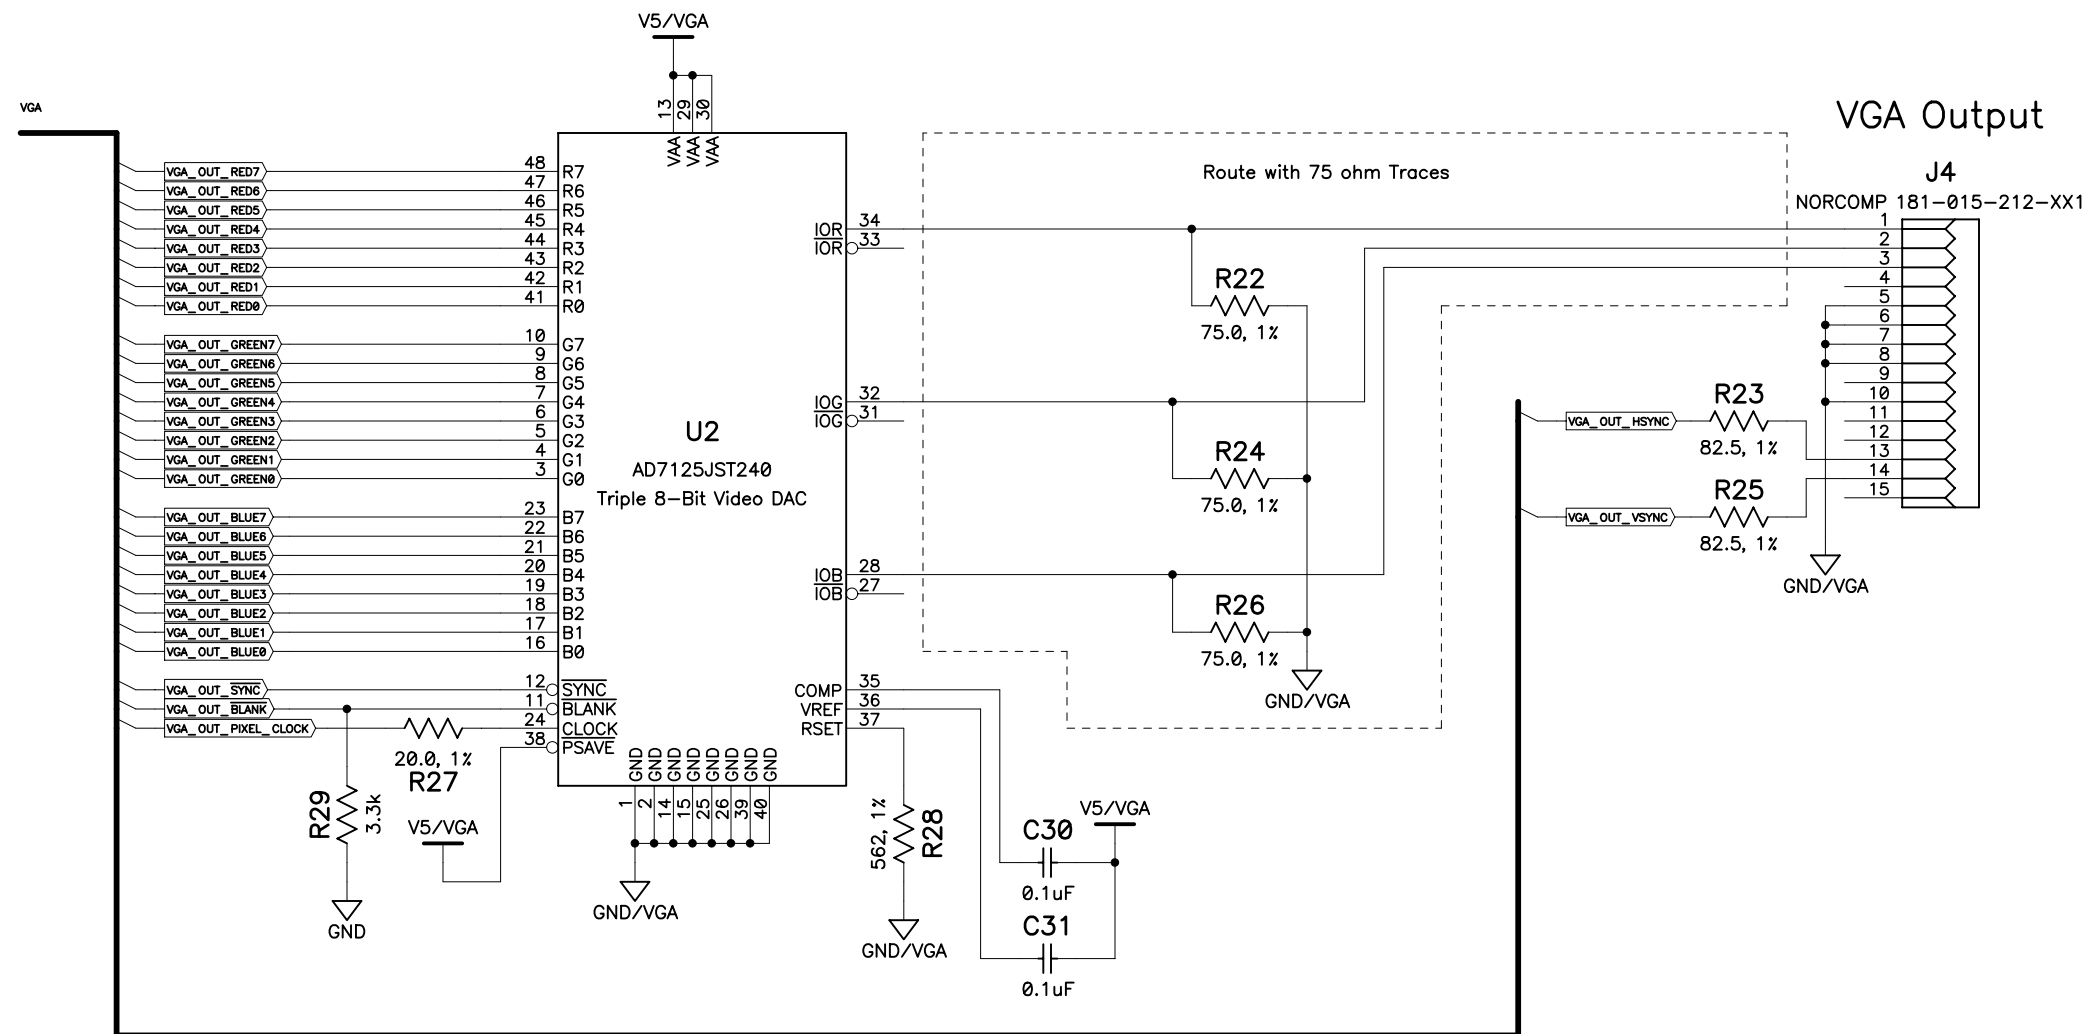 V5/VGA
VGA
VGA Output
J4
NORCOMP 181-015-212-XX1
Route with 75 ohm Traces
13
29
30
VAA
VAA
VAA
VGA_OUT_RED7 48 R7
VGA_OUT_RED6 47 R6
VGA_OUT_RED5 46 R5
VGA_OUT_RED4 45 R4
VGA_OUT_RED3 44 R3
VGA_OUT_RED2 43 R2
VGA_OUT_RED1 42 R1
VGA_OUT_RED0 41 R0
VGA_OUT_GREEN7 10 G7
VGA_OUT_GREEN6 9 G6
VGA_OUT_GREEN5 8 G5
VGA_OUT_GREEN4 7 G4
VGA_OUT_GREEN3 6 G3
VGA_OUT_GREEN2 5 G2
VGA_OUT_GREEN1 4 G1
VGA_OUT_GREEN0 3 G0
VGA_OUT_BLUE7 23 B7
VGA_OUT_BLUE6 22 B6
VGA_OUT_BLUE5 21 B5
VGA_OUT_BLUE4 20 B4
VGA_OUT_BLUE3 19 B3
VGA_OUT_BLUE2 18 B2
VGA_OUT_BLUE1 17 B1
VGA_OUT_BLUE0 16 B0
VGA_OUT_SYNC 12 SYNC
VGA_OUT_BLANK 11 BLANK
VGA_OUT_PIXEL_CLOCK 24 CLOCK
38 PSAVE
20.0, 1%
R27
R29
3.3k
V5/VGA
GND
U2
AD7125JST240
Triple 8-Bit Video DAC
IOR 34
IOR 33
IOG 32
IOG 31
IOB 28
IOB 27
COMP 35
VREF 36
RSET 37
GND
GND
GND
GND
GND
GND
GND
GND
1
2
14
15
25
26
39
40
GND/VGA
R22
75.0, 1%
R24
75.0, 1%
R26
75.0, 1%
GND/VGA
562, 1%
R28
GND/VGA
V5/VGA
C30
0.1uF
C31
0.1uF
1
2
3
4
5
6
7
8
9
10
11
12
13
14
15
VGA_OUT_HSYNC
R23
82.5, 1%
VGA_OUT_VSYNC
R25
82.5, 1%
GND/VGA